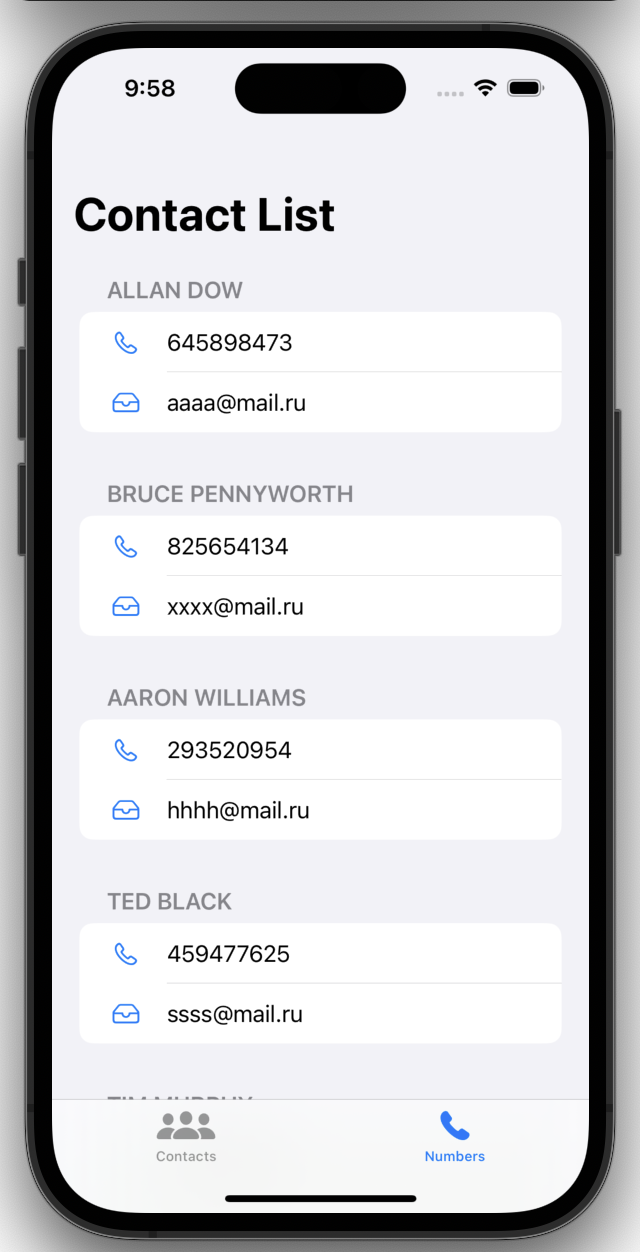 9:58
Contact List
ALLAN DOW
645898473
aaaa@mail.ru
BRUCE PENNYWORTH
825654134
xxxx@mail.ru
AARON WILLIAMS
293520954
hhhh@mail.ru
TED BLACK
459477625
ssss@mail.ru
Contacts
Numbers